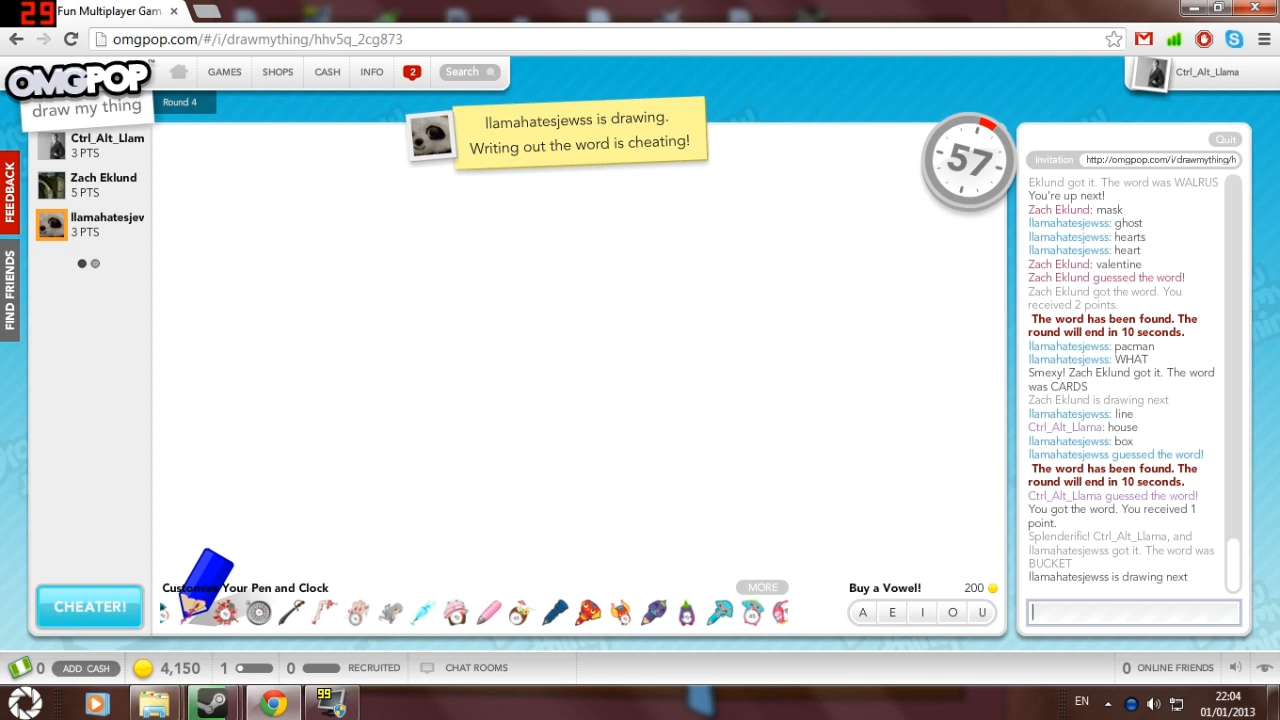 29
Fun Multiplayer Gam
omgpop.com/#/i/drawmything/hhv5q_2cg873
OMGPOP
draw my thing
GAMES
SHOPS
CASH
INFO
2
Search
Ctrl_Alt_Llama
Round 4
FEEDBACK
FIND FRIENDS
Ctrl_Alt_Llam
3 PTS
Zach Eklund
5 PTS
llamahatesjew
3 PTS
llamahatesjewss is drawing.
Writing out the word is cheating!
57
Quit
Invitation
http://omgpop.com/i/drawmything/h
Eklund got it. The word was WALRUS
You're up next!
Zach Eklund: mask
llamahatesjewss: ghost
llamahatesjewss: hearts
llamahatesjewss: heart
Zach Eklund: valentine
Zach Eklund guessed the word!
Zach Eklund got the word. You
received 2 points.
The word has been found. The
round will end in 10 seconds.
llamahatesjewss: pacman
llamahatesjewss: WHAT
Smexy! Zach Eklund got it. The word
was CARDS
Zach Eklund is drawing next
llamahatesjewss: line
Ctrl_Alt_Llama: house
llamahatesjewss: box
llamahatesjewss guessed the word!
The word has been found. The
round will end in 10 seconds.
Ctrl_Alt_Llama guessed the word!
You got the word. You received 1
point.
Splenderific! Ctrl_Alt_Llama, and
llamahatesjewss got it. The word was
BUCKET
llamahatesjewss is drawing next
CHEATER!
Your Pen and Clock
MORE
Buy a Vowel!
200
A E I O U
0
ADD CASH
4,150
1
0
RECRUITED
CHAT ROOMS
0 ONLINE FRIENDS
99
EN
22:04
01/01/2013